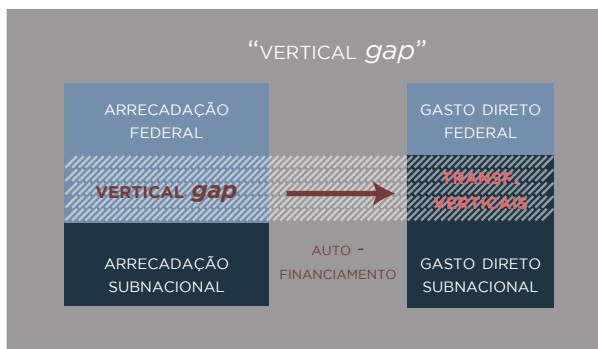 “VERTICAL gap”
ARRECADAÇÃO
FEDERAL
VERTICAL gap
ARRECADAÇÃO
SUBNACIONAL
AUTO -
FINANCIAMENTO
GASTO DIRETO
FEDERAL
TRANSF.
VERTICAIS
GASTO DIRETO
SUBNACIONAL